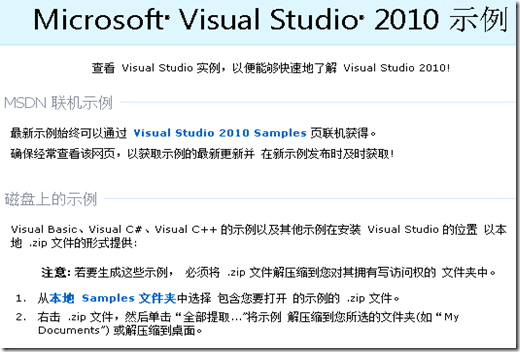 Microsoft® Visual Studio® 2010 示例
查看 Visual Studio 实例，以便能够快速地了解 Visual Studio 2010!
MSDN 联机示例
最新示例始终可以通过 Visual Studio 2010 Samples 页联机获得。
确保经常查看该网页，以获取示例的最新更新并 在新示例发布时及时获取!
磁盘上的示例
Visual Basic、Visual C#、Visual C++ 的示例以及其他示例在安装 Visual Studio 的位置 以本
地 .zip 文件的形式提供:
注意: 若要生成这些示例， 必须将 .zip 文件解压缩到您对其拥有写访问权的 文件夹中。
1. 从本地 Samples 文件夹中选择 包含您要打开 的示例的 .zip 文件。
2. 右击 .zip 文件，然后单击“全部提取...”将示例 解压缩到您所选的文件夹(如“My
Documents”) 或解压缩到桌面。